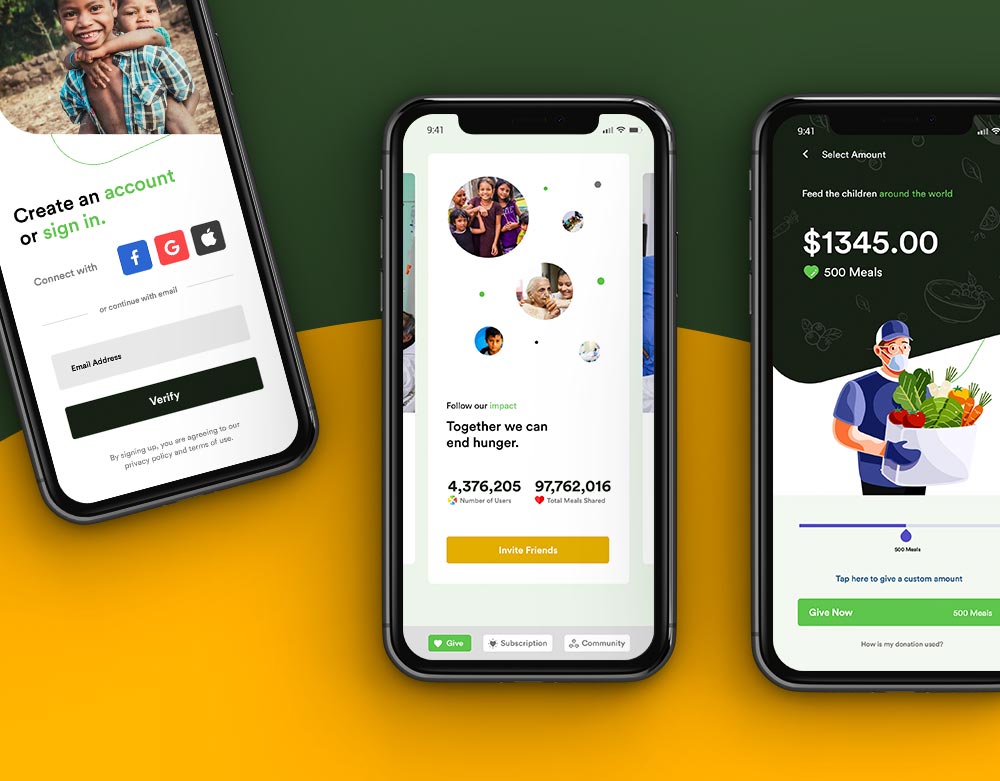 Create an account
or sign in.
Connect with
or continue with email
Email Address
Verify
By signing up, you are agreeing to our
privacy policy and terms of use.
9:41
Follow our impact
Together we can
end hunger.
4,376,205 97,762,016
Number of Users Total Meals Shared
Invite Friends
Give Subscription Community
9:41
Select Amount
Feed the children around the world
$1345.00
500 Meals
500 Meals
Tap here to give a custom amount
Give Now 500 Meals
How is my donation used?